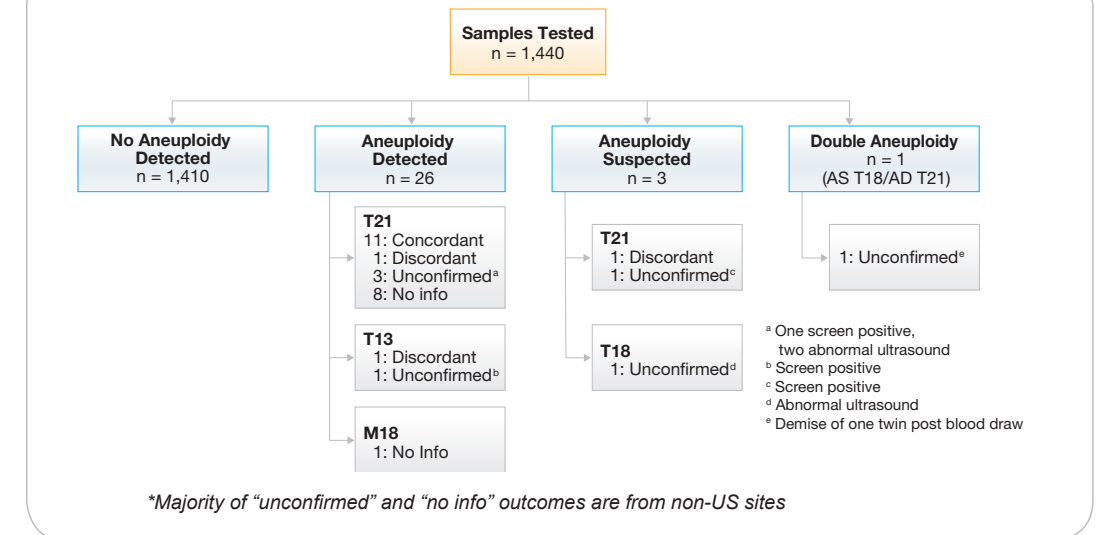 Samples Tested
n = 1,440
No Aneuploidy
Detected
n = 1,410
Aneuploidy
Detected
n = 26
Aneuploidy
Suspected
n = 3
Double Aneuploidy
n = 1
(AS T18/AD T21)
T21
11: Concordant
1: Discordant
3: Unconfirmedᵃ
8: No info
T13
1: Discordant
1: Unconfirmedᵇ
M18
1: No Info
T21
1: Discordant
1: Unconfirmedᶜ
T18
1: Unconfirmedᵈ
1: Unconfirmedᵉ
ᵃ One screen positive,
two abnormal ultrasound
ᵇ Screen positive
ᶜ Screen positive
ᵈ Abnormal ultrasound
ᵉ Demise of one twin post blood draw
*Majority of “unconfirmed” and “no info” outcomes are from non-US sites